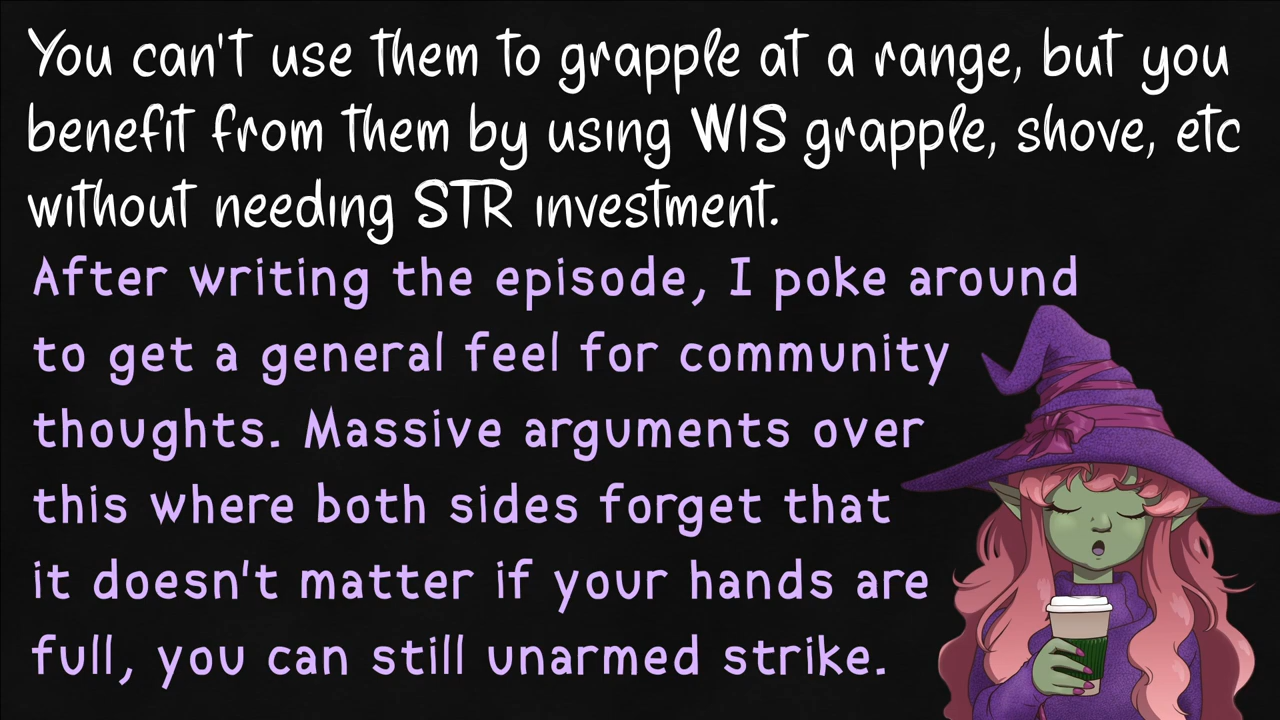 You can't use them to grapple at a range, but you
benefit from them by using WIS grapple, shove, etc
without needing STR investment.
After writing the episode, I poke around
to get a general feel for community
thoughts. Massive arguments over
this where both sides forget that
it doesn't matter if your hands are
full, you can still unarmed strike.